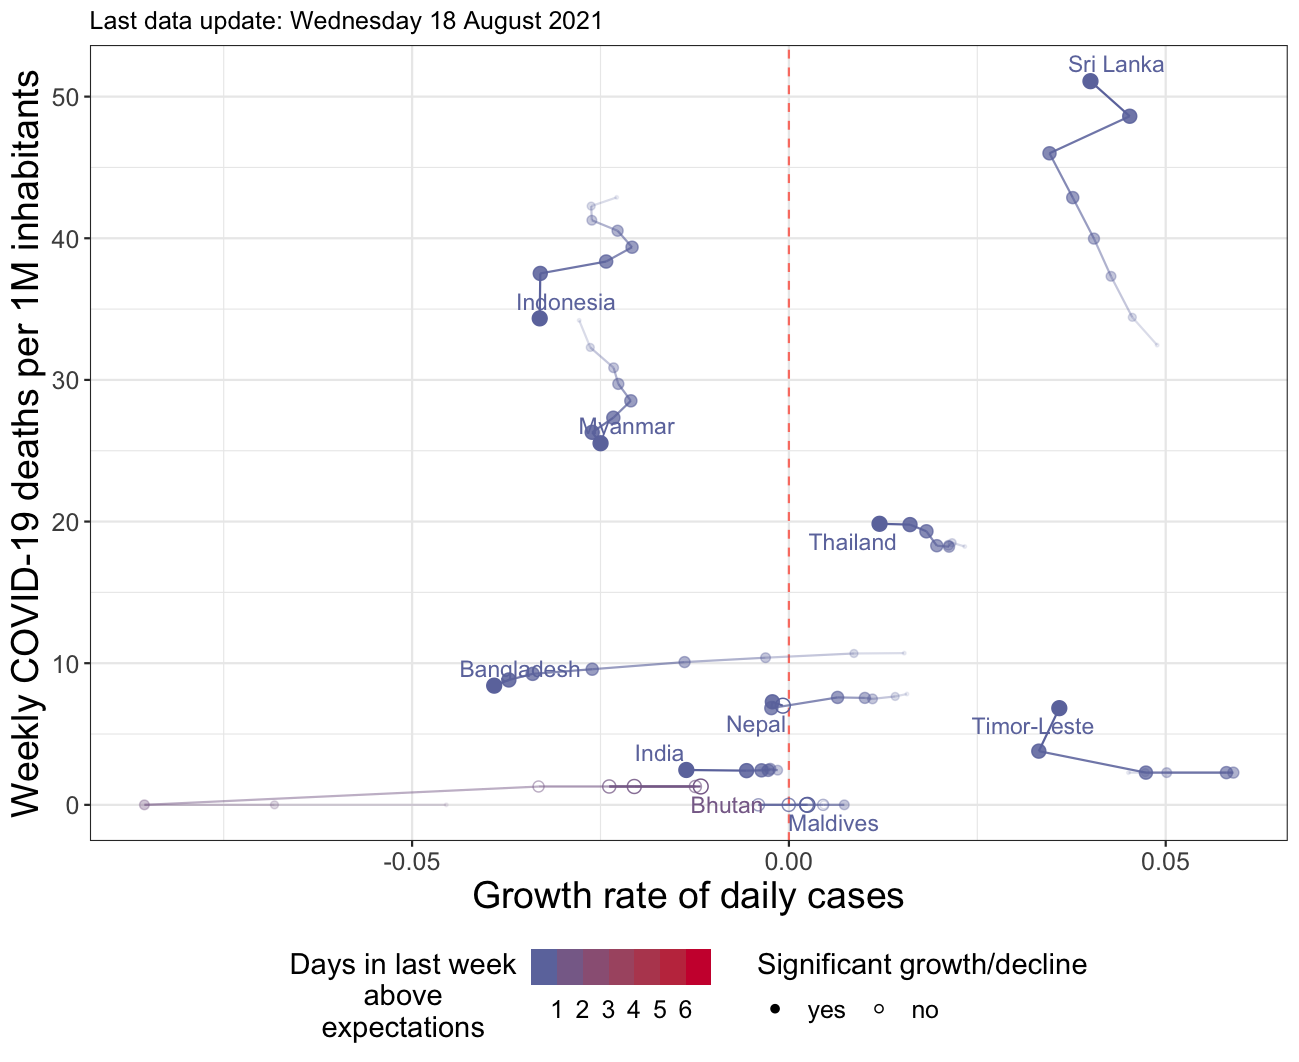 Last data update: Wednesday 18 August 2021
Weekly COVID-19 deaths per 1M inhabitants
50
40
30
20
10
0
Sri Lanka
Indonesia
Myanmar
Thailand
Bangladesh
Nepal
Timor-Leste
India
Bhutan
Maldives
-0.05
0.00
0.05
Growth rate of daily cases
Days in last week
above
expectations
1 2 3 4 5 6
Significant growth/decline
yes no